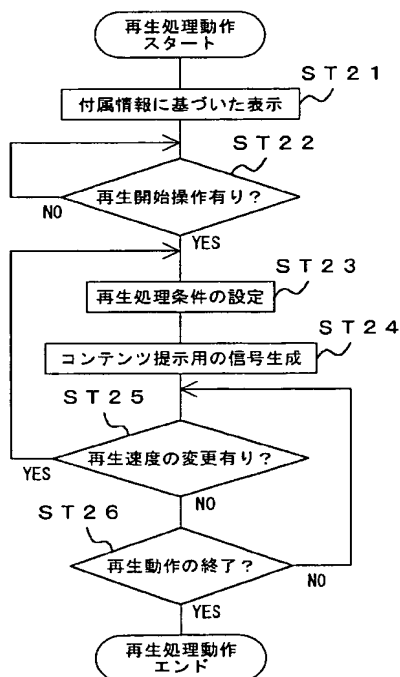 再生処理動作
スタート
ST21
付属情報に基づいた表示
ST22
再生開始操作有り?
NO
YES
ST23
再生処理条件の設定
ST24
コンテンツ提示用の信号生成
ST25
再生速度の変更有り?
YES
NO
ST26
再生動作の終了?
NO
YES
再生処理動作
エンド